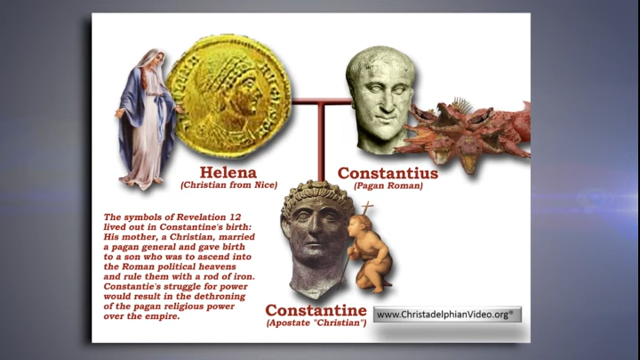 Helena
(Christian from Nice)
Constantius
(Pagan Roman)
The symbols of Revelation 12
lived out in Constantine's birth:
His mother, a Christian, married
a pagan general and gave birth
to a son who was to ascend into
the Roman political heavens
and rule them with a rod of iron.
Constantie's struggle for power
would result in the dethroning
of the pagan religious power
over the empire.
Constantine
(Apostate "Christian")
www.ChristadelphianVideo.org®